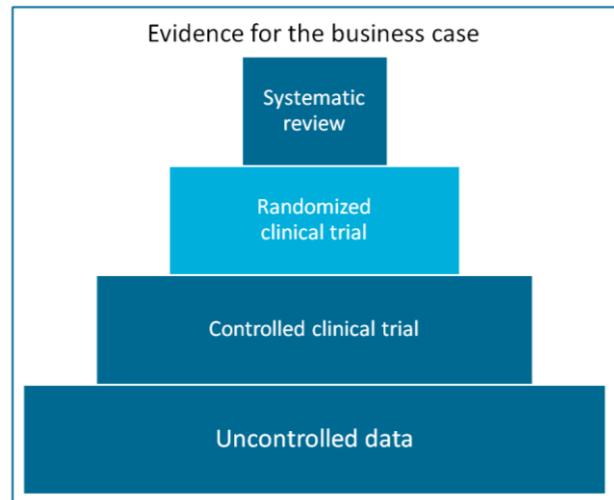 Evidence for the business case
Systematic
review
Randomized
clinical trial
Controlled clinical trial
Uncontrolled data